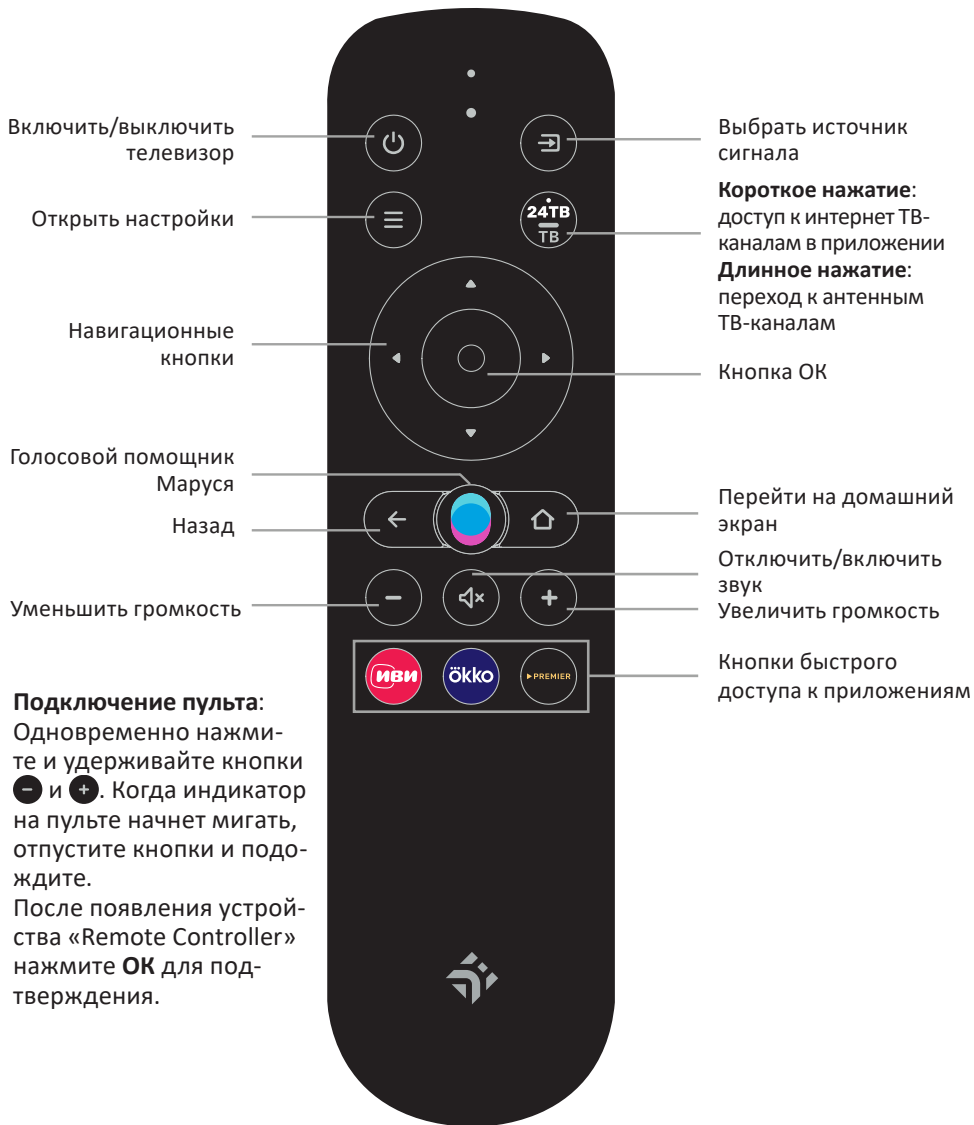 Включить/выключить
телевизор
Выбрать источник
сигнала
Открыть настройки
24ТВ
ТВ
Короткое нажатие:
доступ к интернет ТВ-
каналам в приложении
Длинное нажатие:
переход к антенным
ТВ-каналам
Навигационные
кнопки
Кнопка ОК
Голосовой помощник
Маруся
Назад
Перейти на домашний
экран
Отключить/включить
звук
Уменьшить громкость
Увеличить громкость
иви
ökko
PREMIER
Кнопки быстрого
доступа к приложениям
Подключение пульта:
Одновременно нажми-
те и удерживайте кнопки
- и +. Когда индикатор
на пульте начнет мигать,
отпустите кнопки и подо-
ждите.
После появления устрой-
ства «Remote Controller»
нажмите ОК для под-
тверждения.